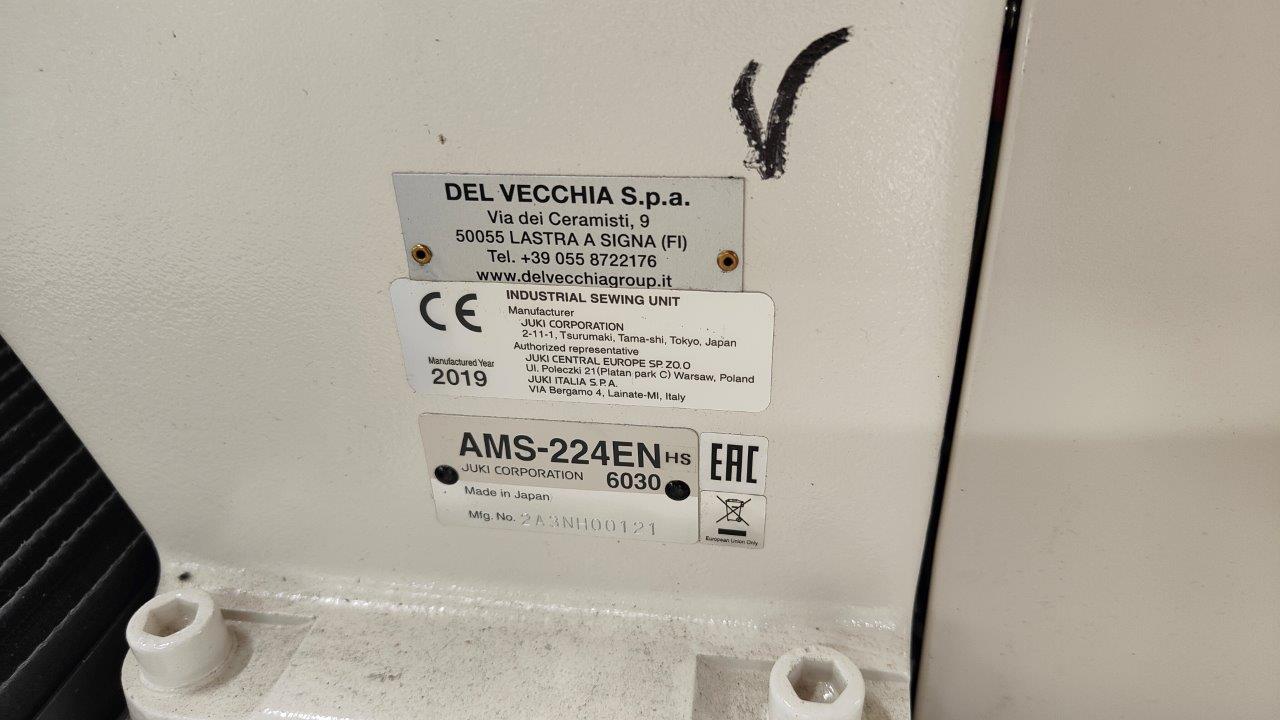 DEL VECCHIA S.p.a.
Via dei Ceramisti, 9
50055 LASTRA A SIGNA (FI)
Tel. +39 055 8722176
www.delvecchiagroup.it
CE
INDUSTRIAL SEWING UNIT
Manufacturer
JUKI CORPORATION
2-11-1, Tsurumaki, Tama-shi, Tokyo, Japan
Authorized representative
JUKI CENTRAL EUROPE SP. ZO.O
Ul. Poleczki 21 (Platan park C) Warsaw, Poland
JUKI ITALIA S.P.A.
VIA Bergamo 4, Lainate-MI, Italy
Manufactured Year
2019
AMS-224EN HS
JUKI CORPORATION 6030
Made in Japan
Mfg. No. 2A3NH00121
EAC
European Union Only